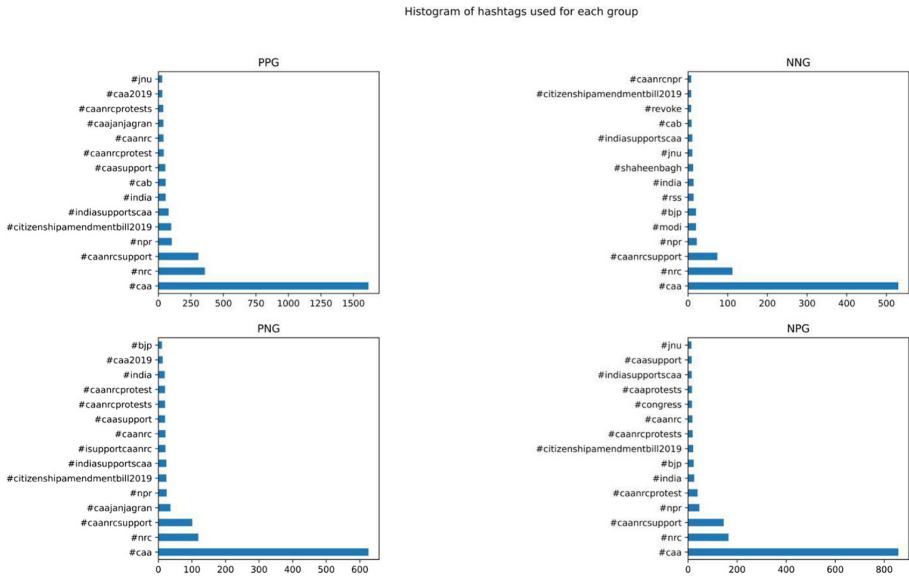 Histogram of hashtags used for each group
PPG
#jnu
#caa2019
#caanrcprotests
#caajanjagran
#caanrc
#caanrcprotest
#caasupport
#cab
#india
#indiasupportscaa
#citizenshipamendmentbill2019
#npr
#caanrcsupport
#nrc
#caa
0 250 500 750 1000 1250 1500
NNG
#caanrcnpr
#citizenshipamendmentbill2019
#revoke
#cab
#indiasupportscaa
#jnu
#shaheenbagh
#india
#rss
#bjp
#modi
#npr
#caanrcsupport
#nrc
#caa
0 100 200 300 400 500
PNG
#bjp
#caa2019
#india
#caanrcprotest
#caanrcprotests
#caasupport
#caanrc
#isupportcaanrc
#indiasupportscaa
#citizenshipamendmentbill2019
#npr
#caajanjagran
#caanrcsupport
#nrc
#caa
0 100 200 300 400 500 600
NPG
#jnu
#caasupport
#indiasupportscaa
#caaprotests
#congress
#caanrc
#caanrcprotests
#citizenshipamendmentbill2019
#bjp
#india
#caanrcprotest
#npr
#caanrcsupport
#nrc
#caa
0 200 400 600 800